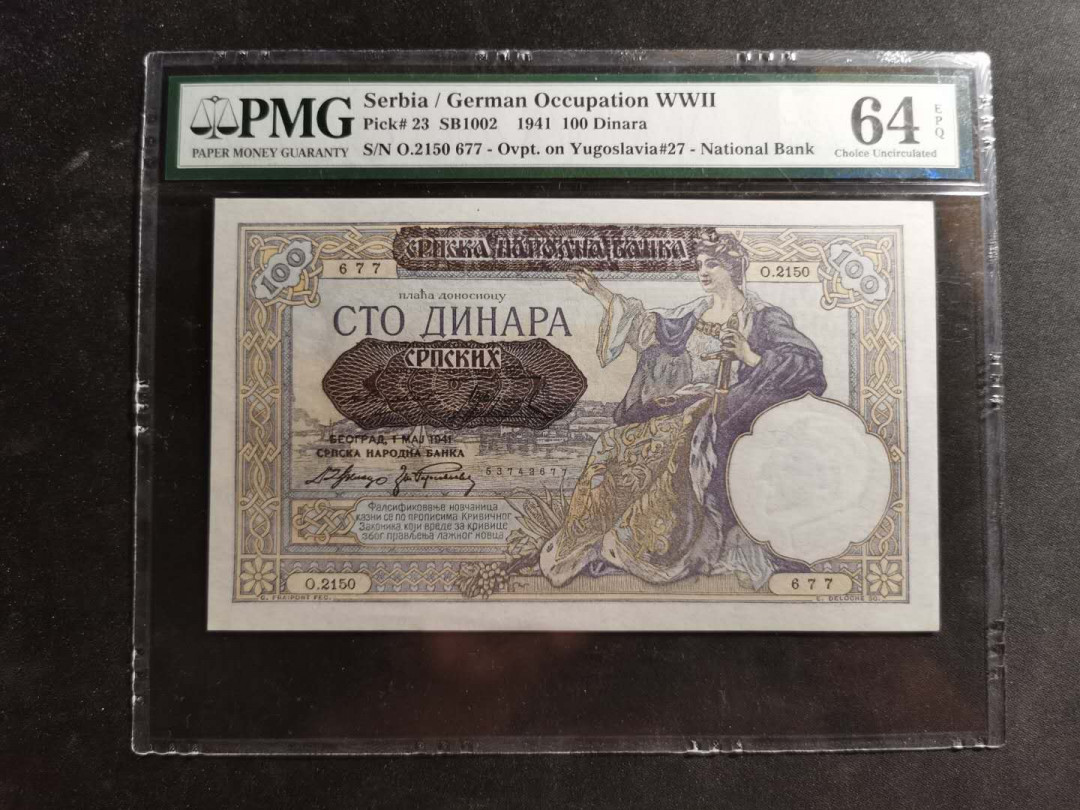 PMG
PAPER MONEY GUARANTY
Serbia / German Occupation WWII
Pick# 23 SB1002 1941 100 Dinara
S/N O.2150 677 - Ovpt. on Yugoslavia#27 - National Bank
64 EPQ
Choice Uncirculated
СРПСКА НАРОДНА БАНКА
100
677
O.2150
100
плаћа доносиоцу
СТО ДИНАРА
СРПСКИХ
БЕОГРАД, 1 МАЈ 1941
СРПСКА НАРОДНА БАНКА
53743677
Фалсификовање новчаница
казни се по прописима Кривичног
Законика који вреде за кривице
због прављења лажног новца
O.2150
677